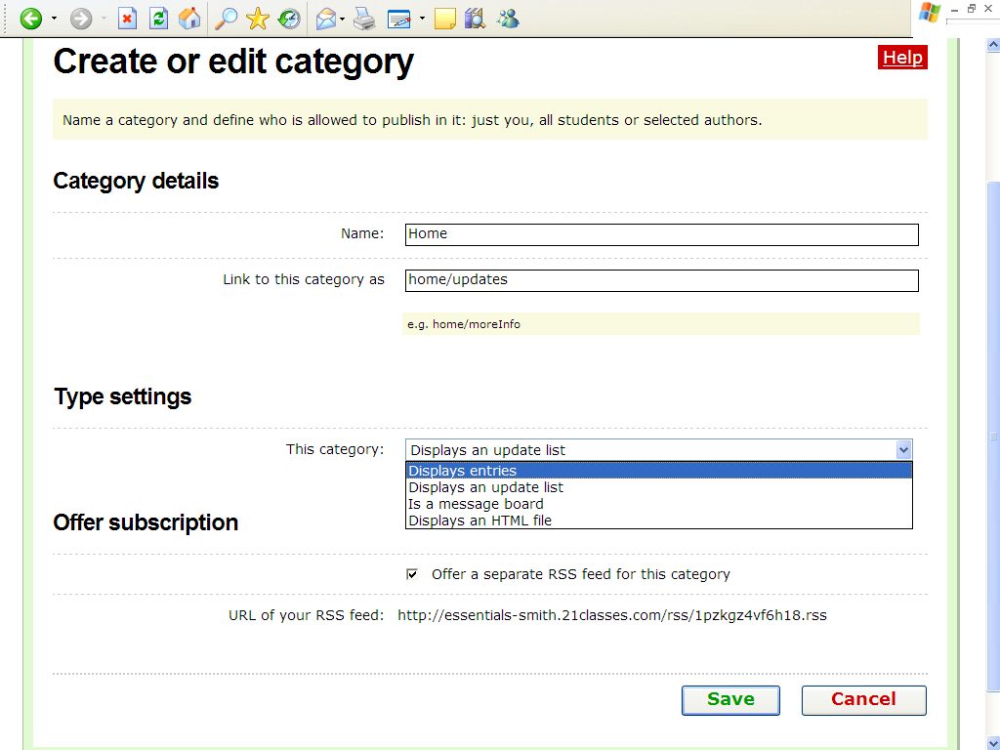 Create or edit category
Help
Name a category and define who is allowed to publish in it: just you, all students or selected authors.
Category details
Name: Home
Link to this category as home/updates
e.g. home/moreInfo
Type settings
This category: Displays an update list
Displays entries
Displays an update list
Is a message board
Displays an HTML file
Offer subscription
Offer a separate RSS feed for this category
URL of your RSS feed: http://essentials-smith.21classes.com/rss/1pzkgz4vf6h18.rss
Save Cancel